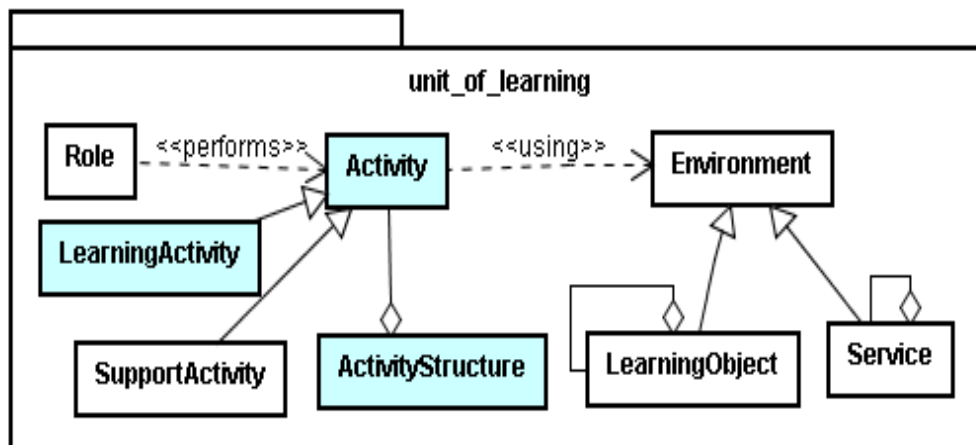 unit_of_learning
Role
<<performs>>
Activity
<<using>>
Environment
LearningActivity
SupportActivity
ActivityStructure
LearningObject
Service